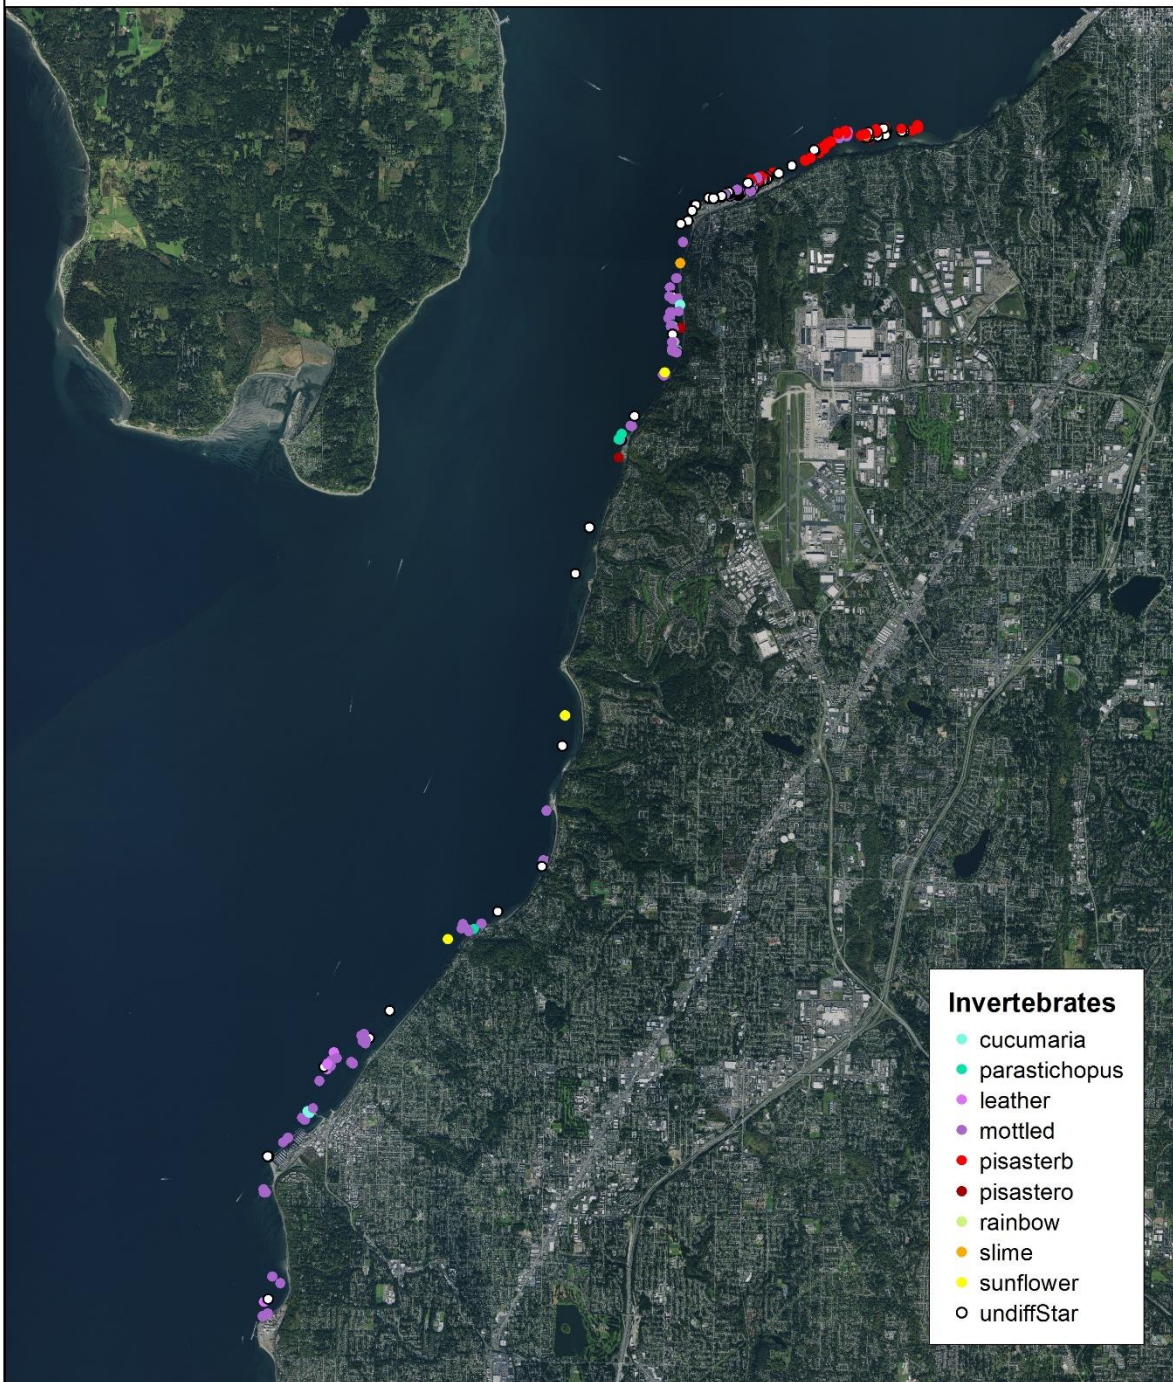 Invertebrates
cucumaria
parastichopus
leather
mottled
pisasterb
pisastero
rainbow
slime
sunflower
undiffStar